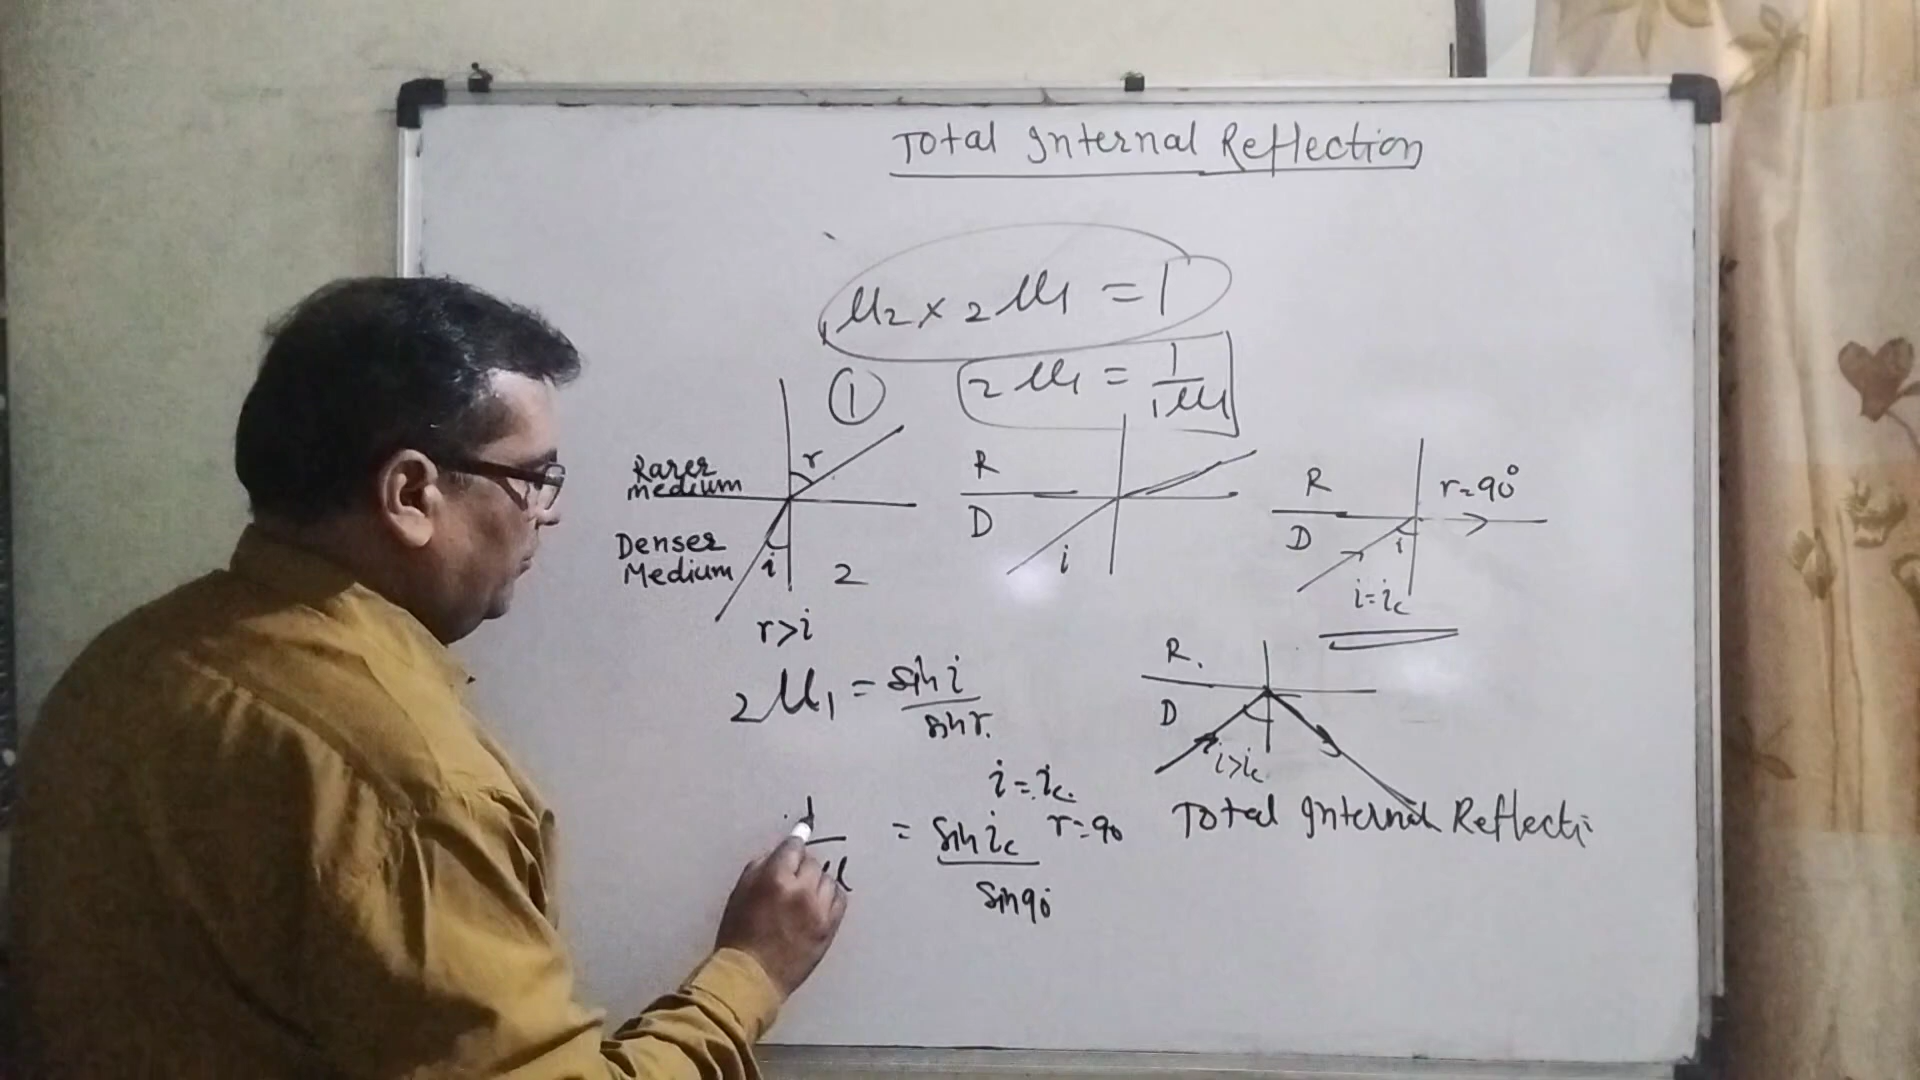 Total Internal Reflection
μ2 × 2μ1 = 1
① 2μ1 = 1/1μ
r
Rarer medium
Denser Medium
i
2
r>i
R
D
i
R
D
r=90°
i
i=ic
2μ1 = sin i / sin r.
R.
D
i>ic
Total Internal Reflecti
i=ic.
r=90
= sin ic / sin 90